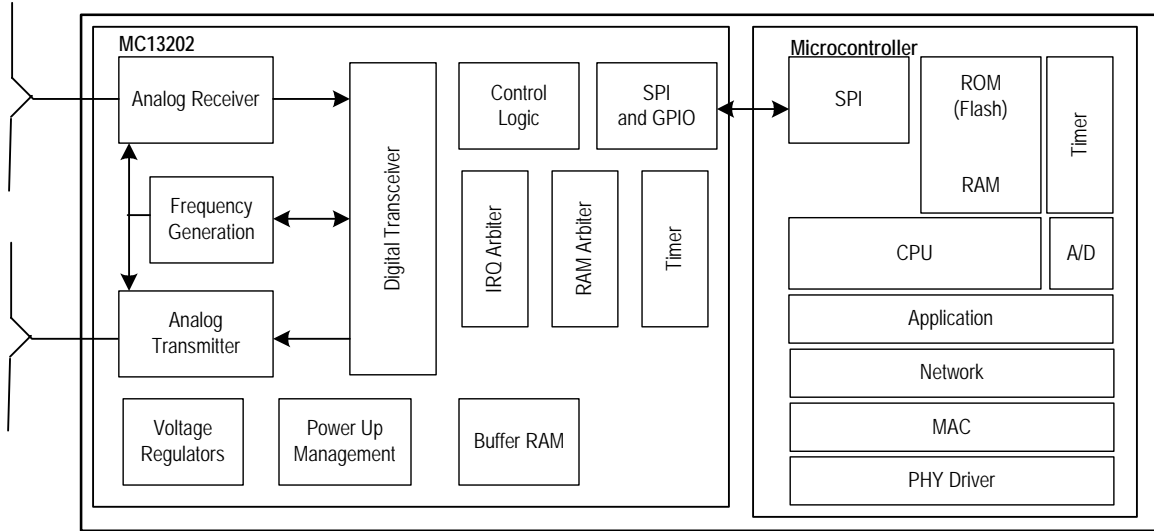 MC13202
Analog Receiver
Frequency
Generation
Analog
Transmitter
Digital Transceiver
Control
Logic
SPI
and GPIO
IRQ Arbiter
RAM Arbiter
Timer
Voltage
Regulators
Power Up
Management
Buffer RAM
Microcontroller
SPI
ROM
(Flash)
RAM
Timer
CPU
A/D
Application
Network
MAC
PHY Driver